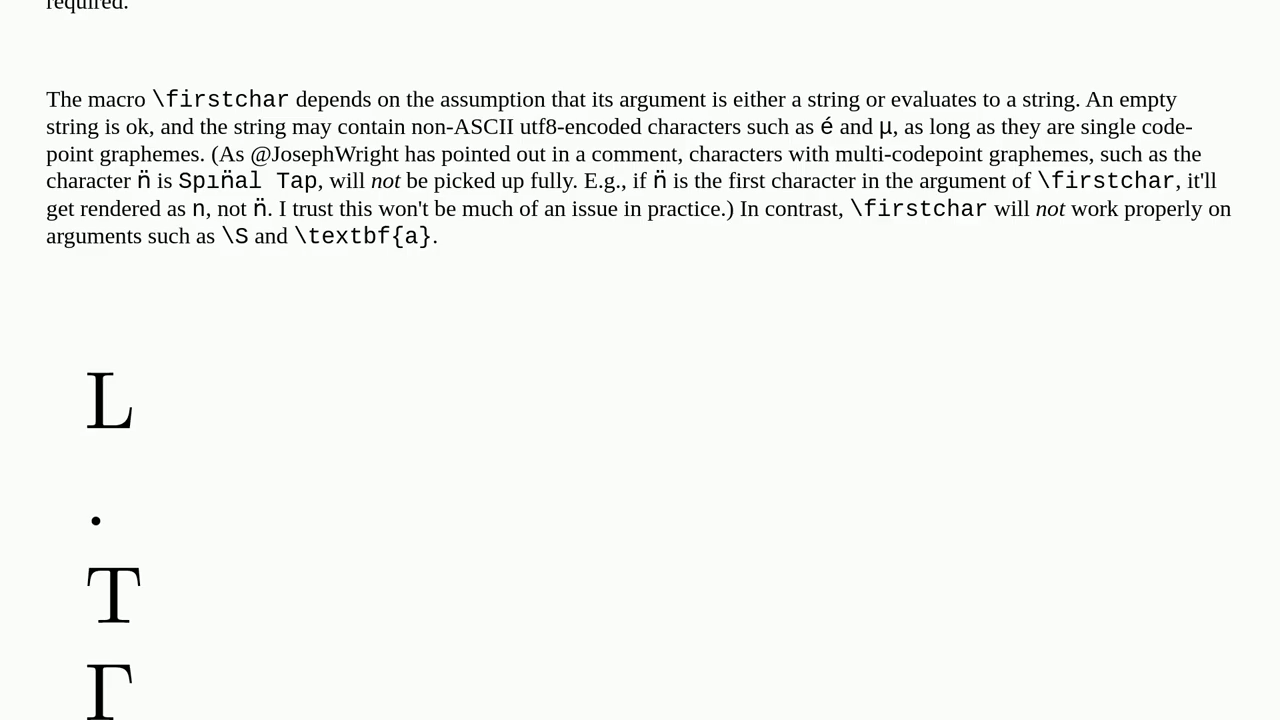 required.
The macro \firstchar depends on the assumption that its argument is either a string or evaluates to a string. An empty
string is ok, and the string may contain non-ASCII utf8-encoded characters such as é and µ, as long as they are single code-
point graphemes. (As @JosephWright has pointed out in a comment, characters with multi-codepoint graphemes, such as the
character n̈ is Spın̈al Tap, will not be picked up fully. E.g., if n̈ is the first character in the argument of \firstchar, it'll
get rendered as n, not n̈. I trust this won't be much of an issue in practice.) In contrast, \firstchar will not work properly on
arguments such as \S and \textbf{a}.
L
.
T
Γ